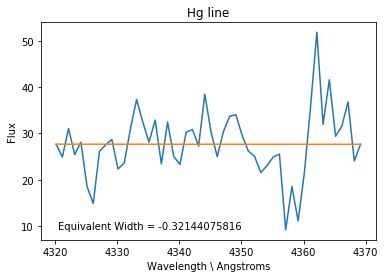 Hg line
50
40
30
20
10
Flux
Equivalent Width = -0.32144075816
4320 4330 4340 4350 4360 4370
Wavelength \ Angstroms